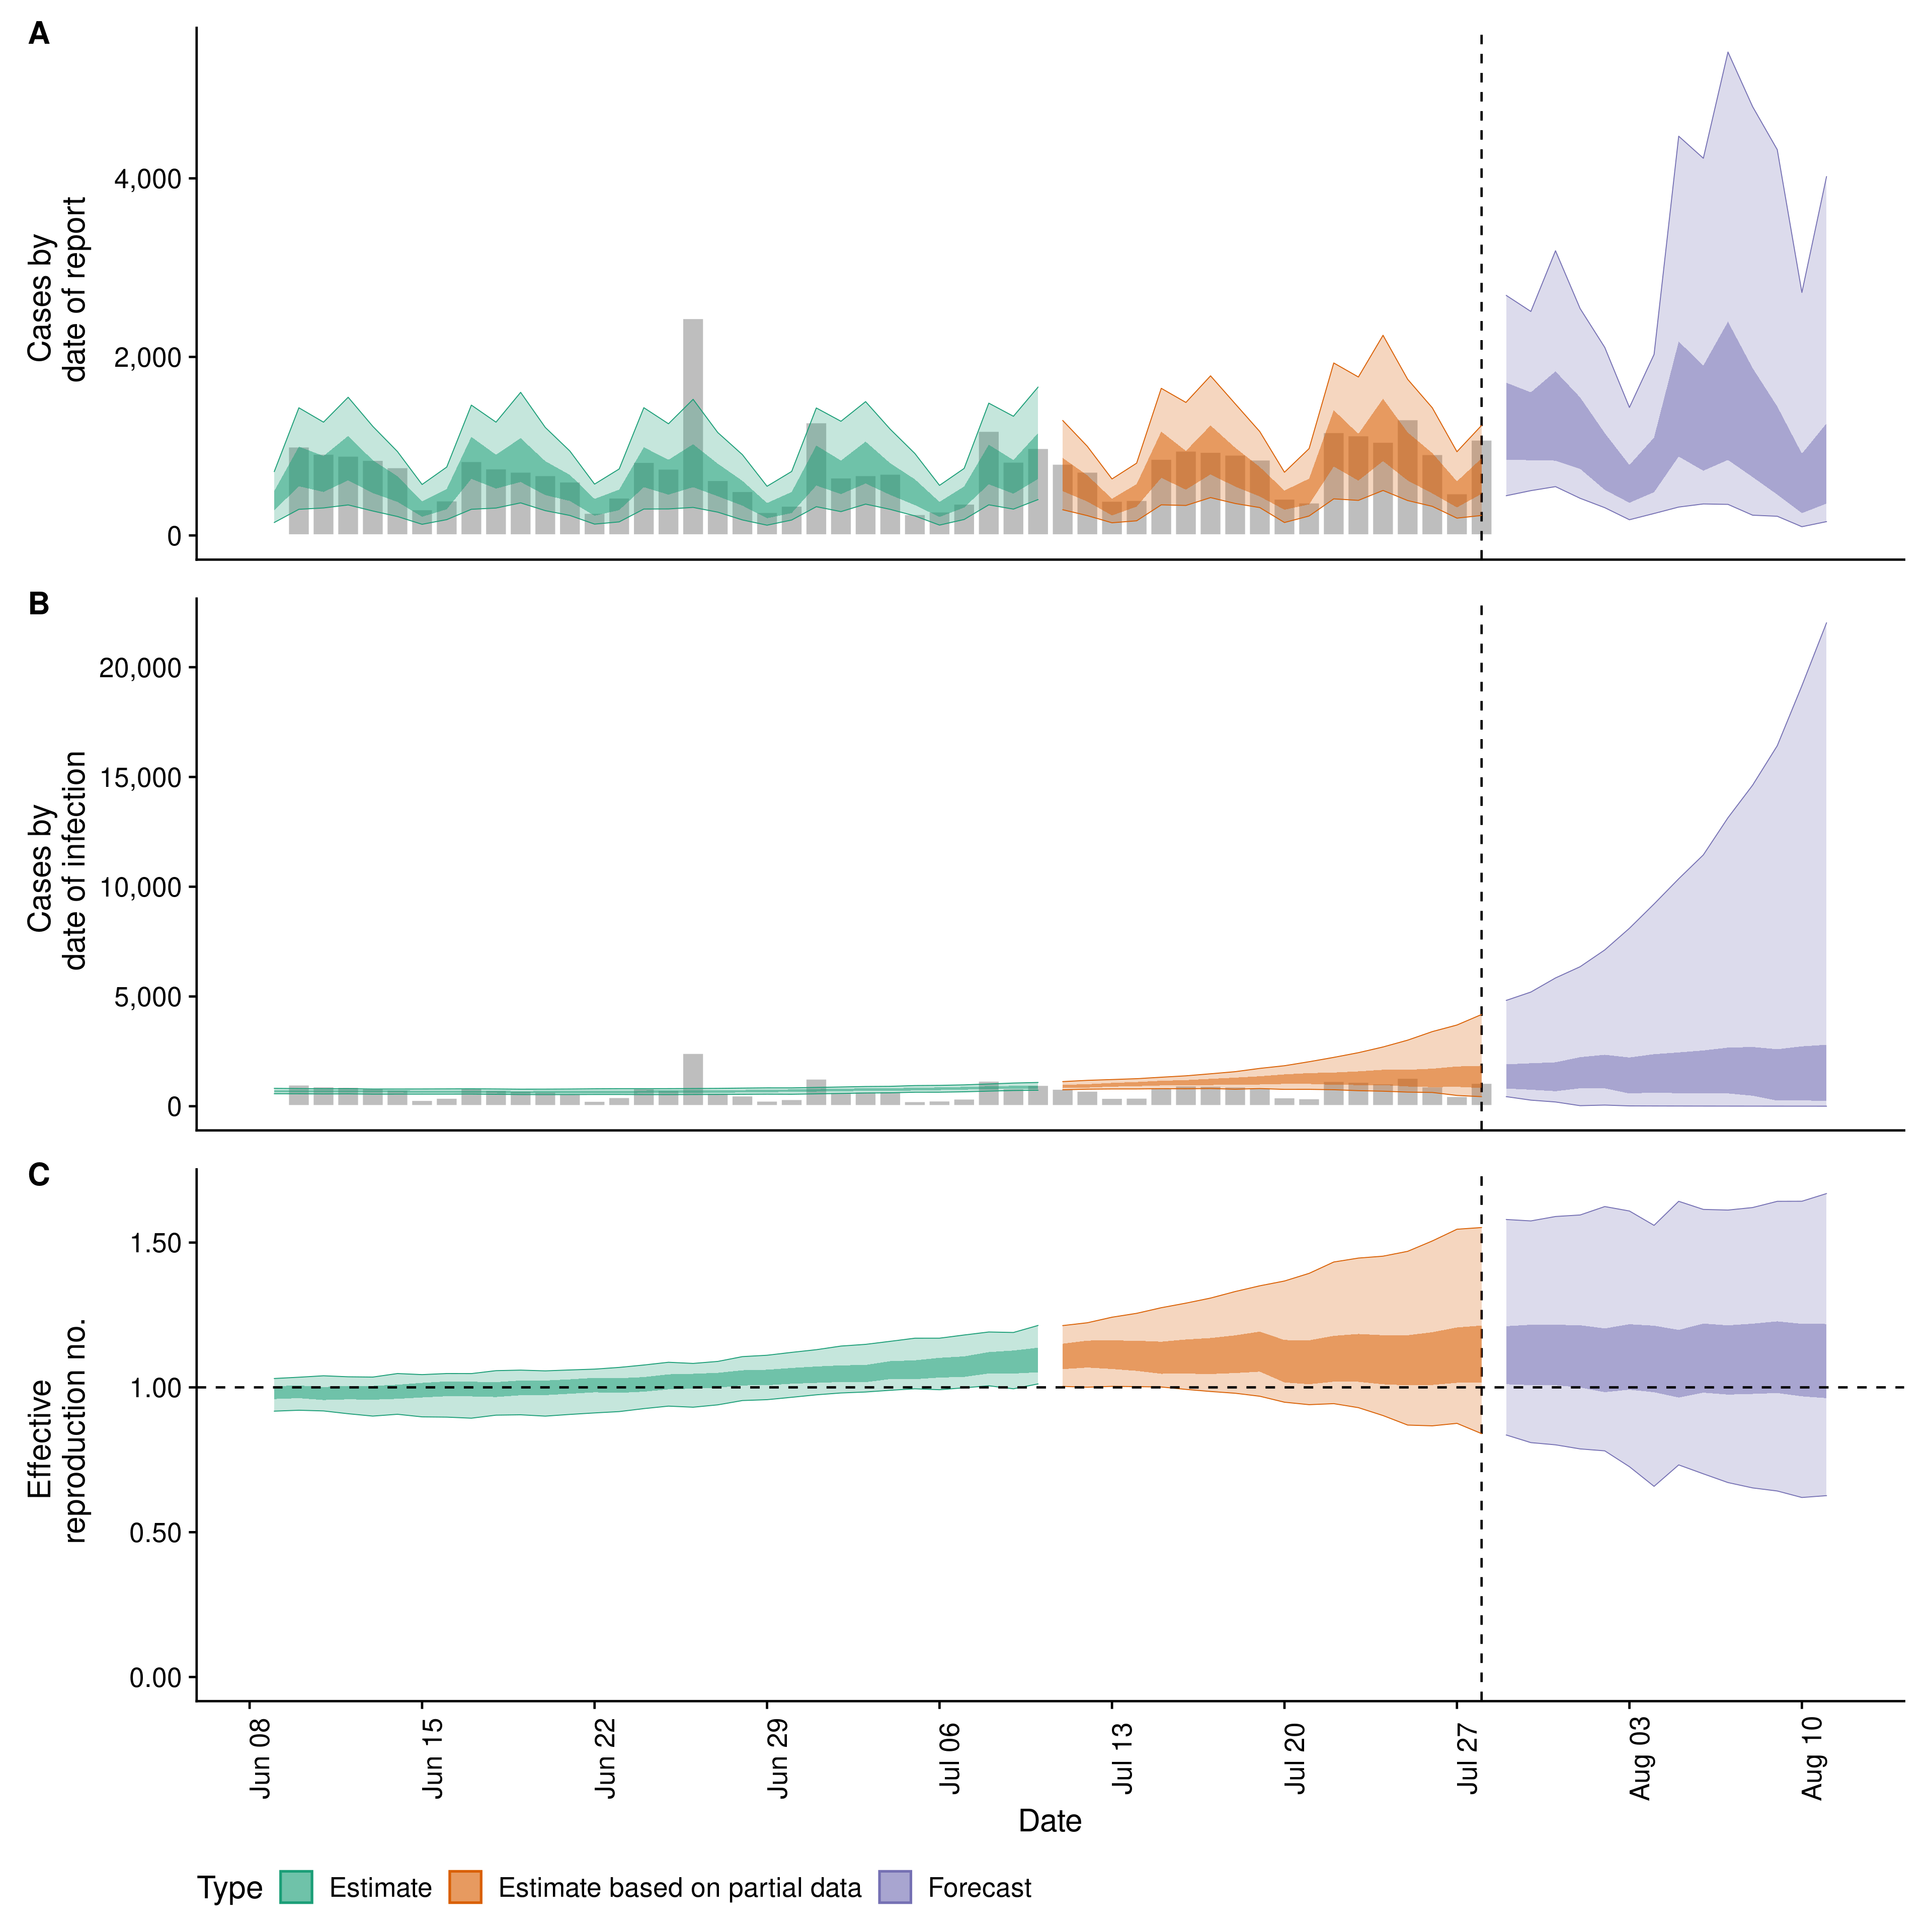 A
Cases by
date of report
4,000
2,000
0
B
Cases by
date of infection
20,000
15,000
10,000
5,000
0
C
Effective
reproduction no.
1.50
1.00
0.50
0.00
Jun 08
Jun 15
Jun 22
Jun 29
Jul 06
Jul 13
Jul 20
Jul 27
Aug 03
Aug 10
Date
Type Estimate Estimate based on partial data Forecast